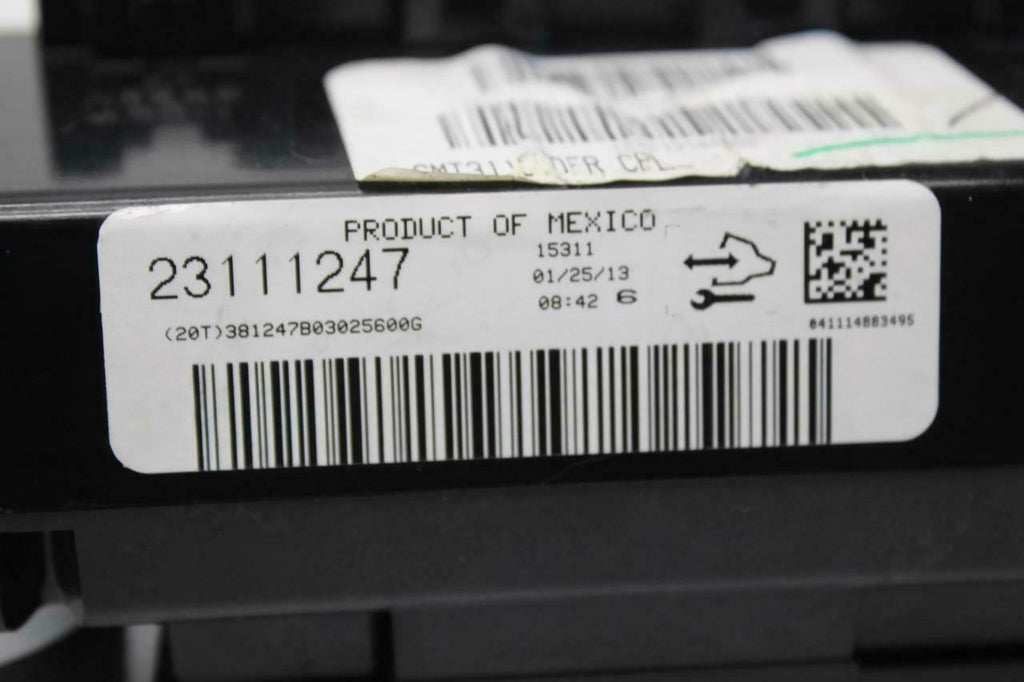 PRODUCT OF MEXICO
23111247
15311
01/25/13
08:42 6
(20T)381247B03025600G
041114883495